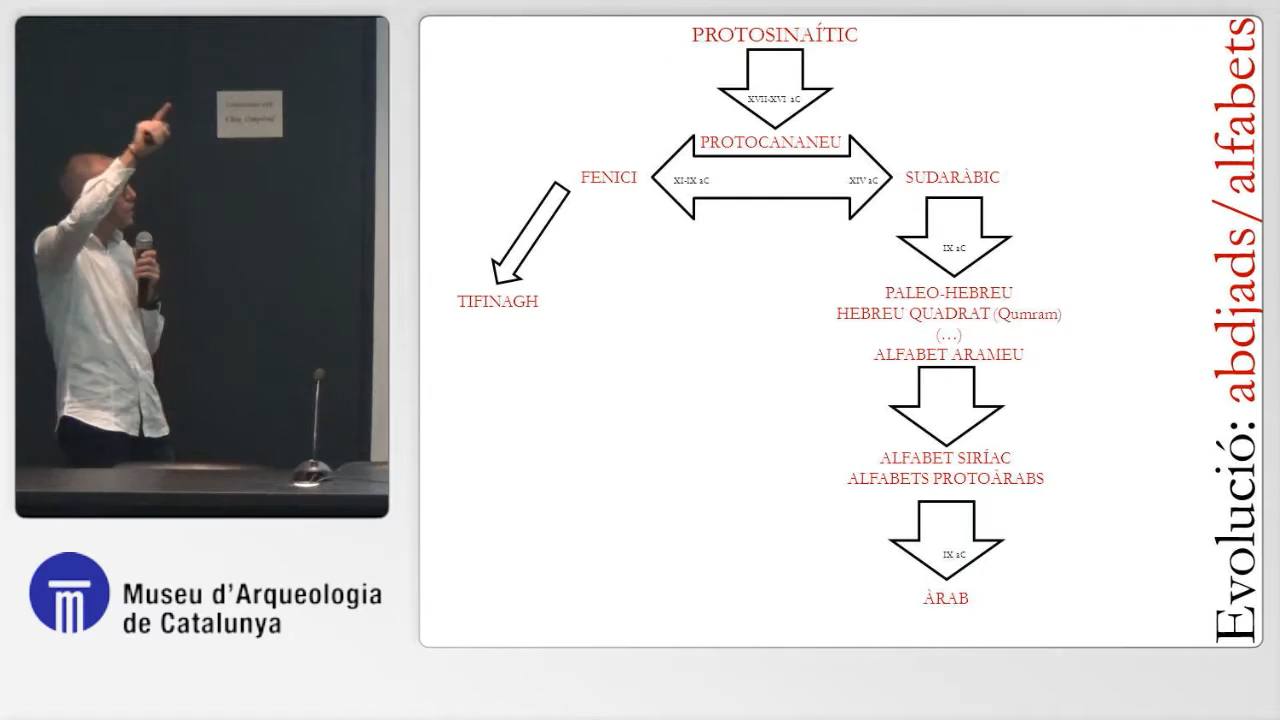 PROTOSINAÍTIC
XVII-XVI aC
PROTOCANANEU
FENICI
XI-IX aC
XIV aC
SUDARÀBIC
IX aC
TIFINAGH
PALEO-HEBREU
HEBREU QUADRAT (Qumram)
(...)
ALFABET ARAMEU
ALFABET SIRÍAC
ALFABETS PROTOÀRABS
IX aC
ÀRAB
Evolució: abdjads/alfabets
Museu d'Arqueologia
de Catalunya